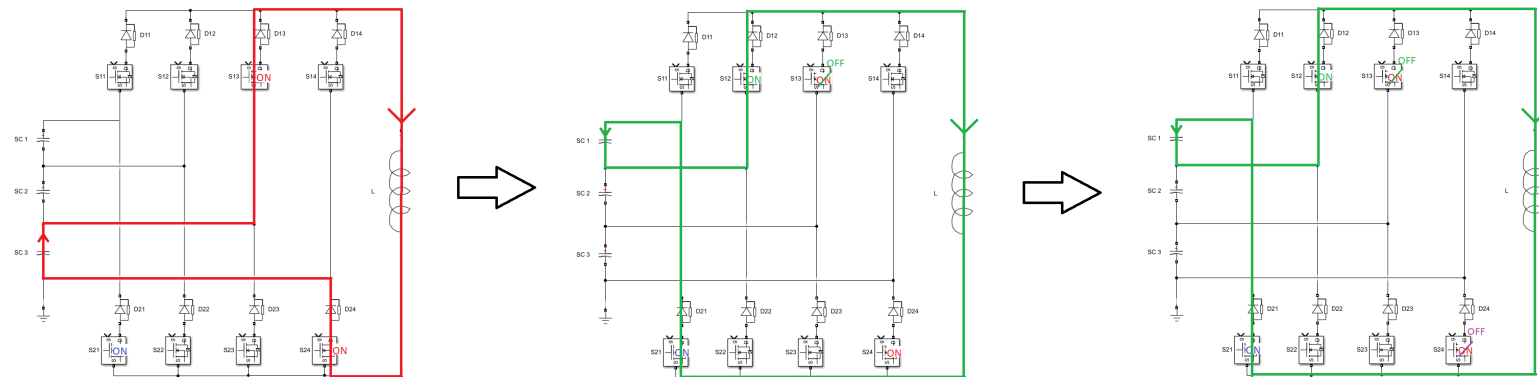 D11 D12 D13 D14
S11 S12 S13 ON S14
SC 1
SC 2
L
SC 3
D21 D22 D23 D24
S21 ON S22 S23 S24 ON
D11 D12 D13 D14
OFF
S11 S12 ON S13 ON S14
SC 1
SC 2
L
SC 3
D21 D22 D23 D24
S21 ON S22 S23 S24 ON
D11 D12 D13 D14
OFF
S11 S12 ON S13 ON S14
SC 1
SC 2
L
SC 3
D21 D22 D23 D24
OFF
S21 ON S22 S23 S24 ON